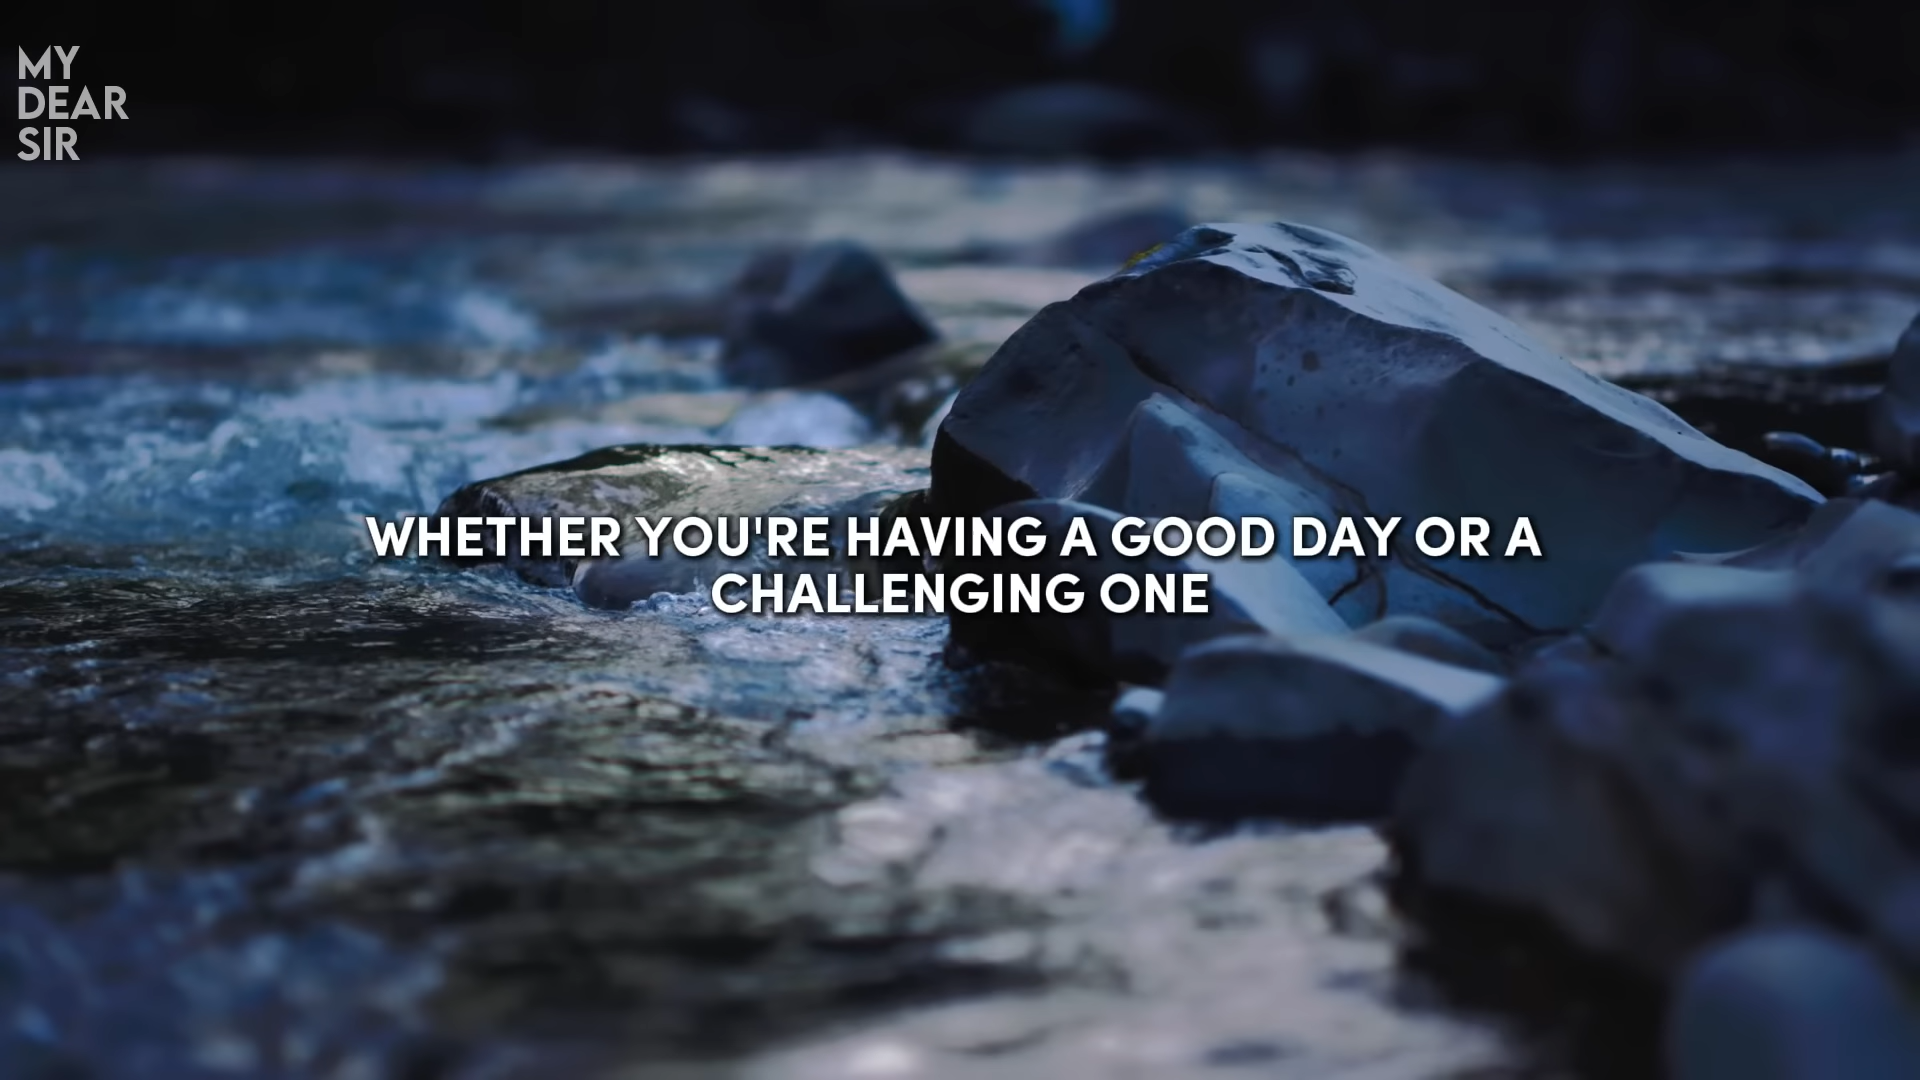 MY
DEAR
SIR
WHETHER YOU'RE HAVING A GOOD DAY OR A
CHALLENGING ONE